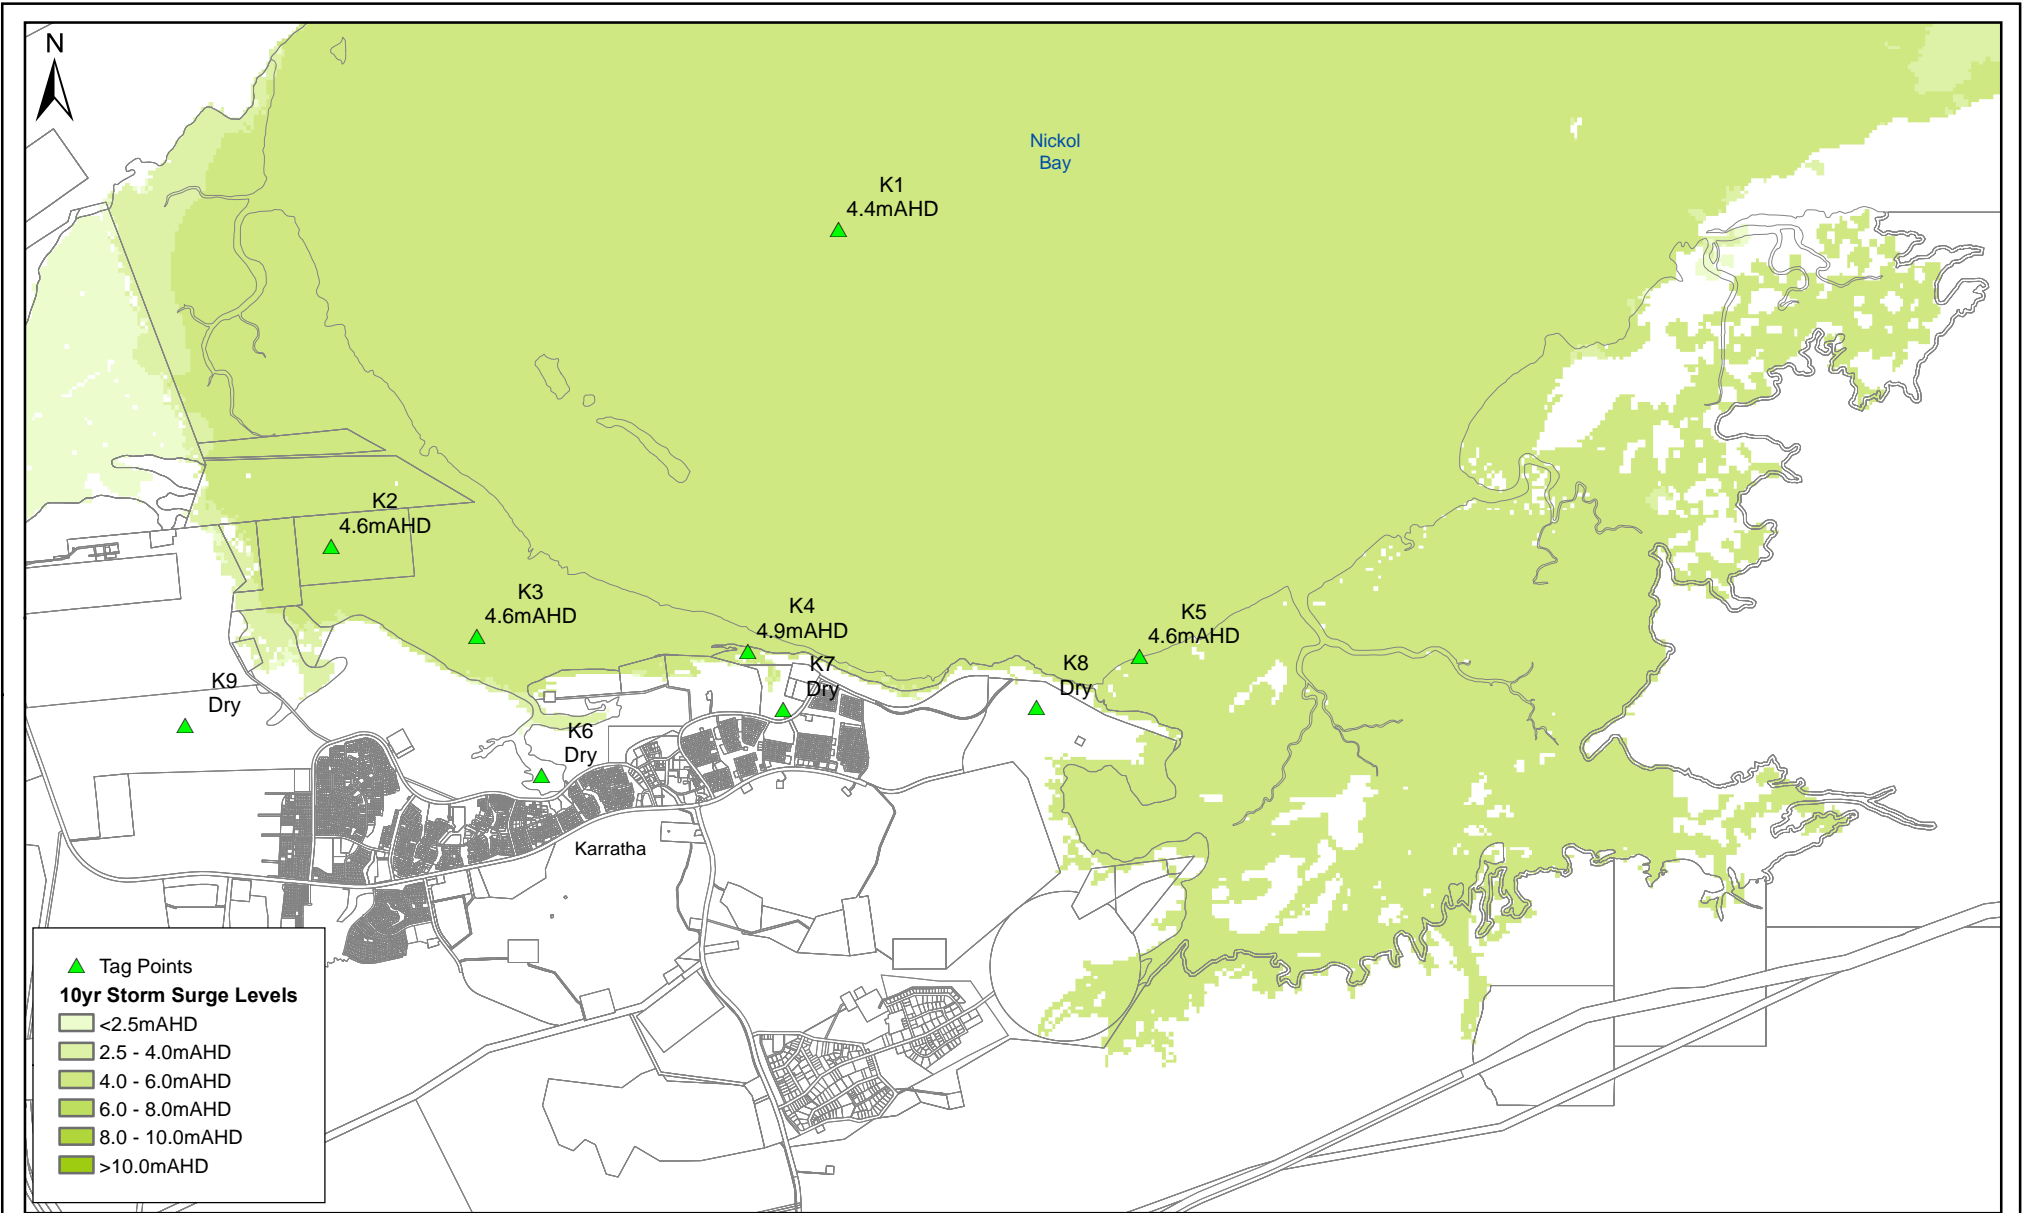 N
Nickol
Bay
K1
4.4mAHD
K2
4.6mAHD
K3
4.6mAHD
K4
4.9mAHD
K5
4.6mAHD
K7
Dry
K8
Dry
K9
Dry
K6
Dry
Karratha
Tag Points
10yr Storm Surge Levels
<2.5mAHD
2.5 - 4.0mAHD
4.0 - 6.0mAHD
6.0 - 8.0mAHD
8.0 - 10.0mAHD
>10.0mAHD